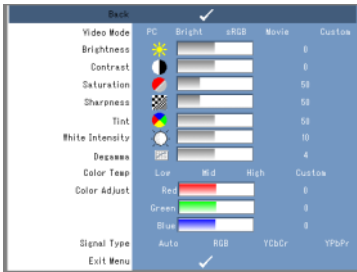 Back
Video Mode PC Bright sRGB Movie Custom
Brightness 0
Contrast 0
Saturation 50
Sharpness 50
Tint 50
White Intensity 10
Degamma 4
Color Temp Low Mid High Custom
Color Adjust Red 0
Green 0
Blue 0
Signal Type Auto RGB YCbCr YPbPr
Exit Menu